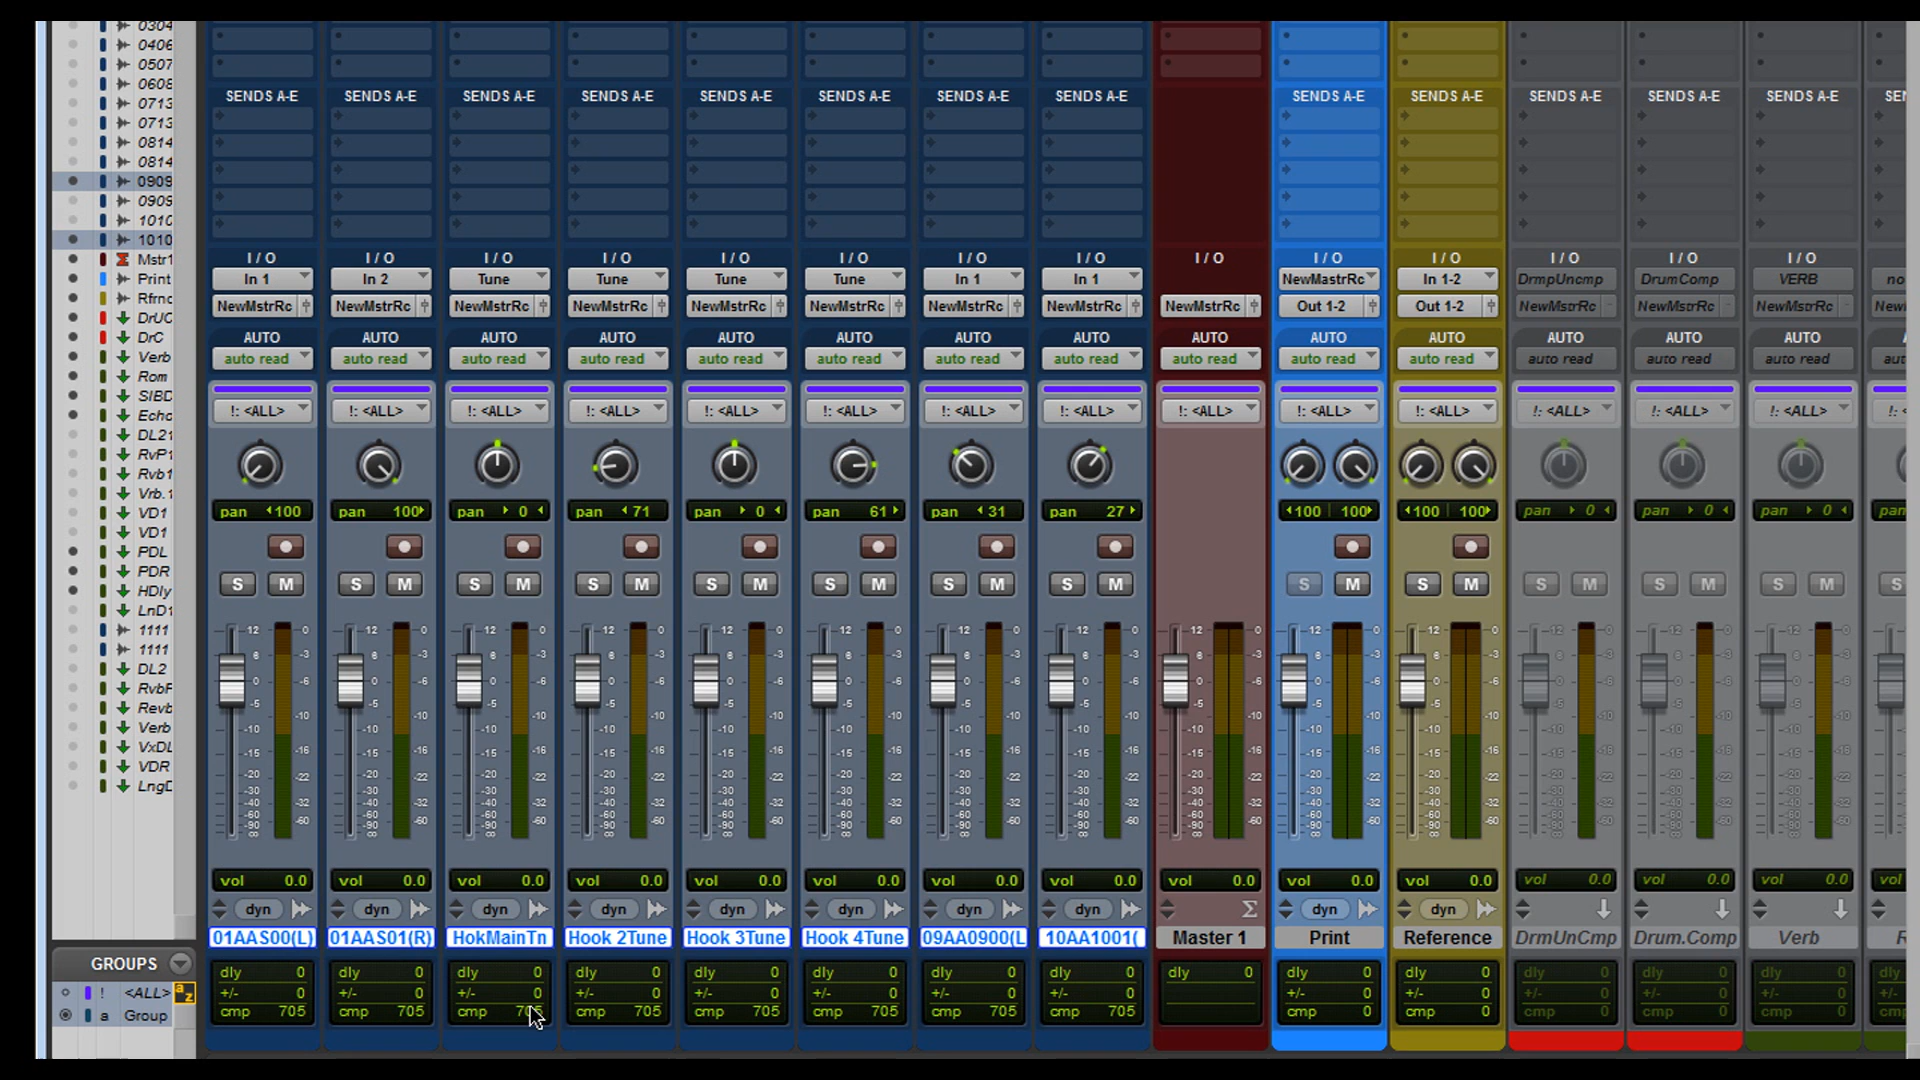 0304
0406
0507
0608
0713
0713
0814
0814
0909
0909
1010
1010
Mstr1
Print
Rfrnc
DrUC
DrC
Verb
Rom
SIBD
Echo
DL21
RvP1
Rvb1
Vrb.1
VD1
VD1
PDL
PDR
HDly
LnD1
1111
1111
DL2
RvbF
Revb
Verb
VxDL
VDR
LngD
GROUPS
! <ALL>
a Group
SENDS A-E SENDS A-E SENDS A-E SENDS A-E SENDS A-E SENDS A-E SENDS A-E SENDS A-E SENDS A-E SENDS A-E SENDS A-E SENDS A-E SENDS A-E SEN
I / O I / O I / O I / O I / O I / O I / O I / O I / O I / O I / O I / O I / O I / O
In 1 In 2 Tune Tune Tune Tune In 1 In 1 NewMastrRc In 1-2 DrmpUncmp DrumComp VERB no
NewMstrRc NewMstrRc NewMstrRc NewMstrRc NewMstrRc NewMstrRc NewMstrRc NewMstrRc NewMstrRc Out 1-2 Out 1-2 NewMstrRc NewMstrRc NewMstrRc New
AUTO AUTO AUTO AUTO AUTO AUTO AUTO AUTO AUTO AUTO AUTO AUTO AUTO AUTO
auto read auto read auto read auto read auto read auto read auto read auto read auto read auto read auto read auto read auto read auto read aut
!: <ALL> !: <ALL> !: <ALL> !: <ALL> !: <ALL> !: <ALL> !: <ALL> !: <ALL> !: <ALL> !: <ALL> !: <ALL> !: <ALL> !: <ALL> !: <ALL> !: <
pan 100 pan 100 pan 0 pan 71 pan 0 pan 61 pan 31 pan 27 100 100 100 100 pan 0 pan 0 pan 0 pan
S M S M S M S M S M S M S M S M S M S M S M S M S M S
vol 0.0 vol 0.0 vol 0.0 vol 0.0 vol 0.0 vol 0.0 vol 0.0 vol 0.0 vol 0.0 vol 0.0 vol 0.0 vol 0.0 vol 0.0 vol 0.0 vol
dyn dyn dyn dyn dyn dyn dyn dyn Σ dyn dyn
01AAS00(L) 01AAS01(R) HokMainTn Hook 2Tune Hook 3Tune Hook 4Tune 09AA0900(L 10AA1001( Master 1 Print Reference DrmUnCmp Drum.Comp Verb R
dly 0 dly 0 dly 0 dly 0 dly 0 dly 0 dly 0 dly 0 dly 0 dly 0 dly 0 dly 0 dly 0 dly 0
+/- 0 +/- 0 +/- 0 +/- 0 +/- 0 +/- 0 +/- 0 +/- 0 +/- 0 +/- 0 +/- 0 +/- 0 +/- 0
cmp 705 cmp 705 cmp cmp 705 cmp 705 cmp 705 cmp 705 cmp 705 cmp 0 cmp 0 cmp 0 cmp 0 cmp 0